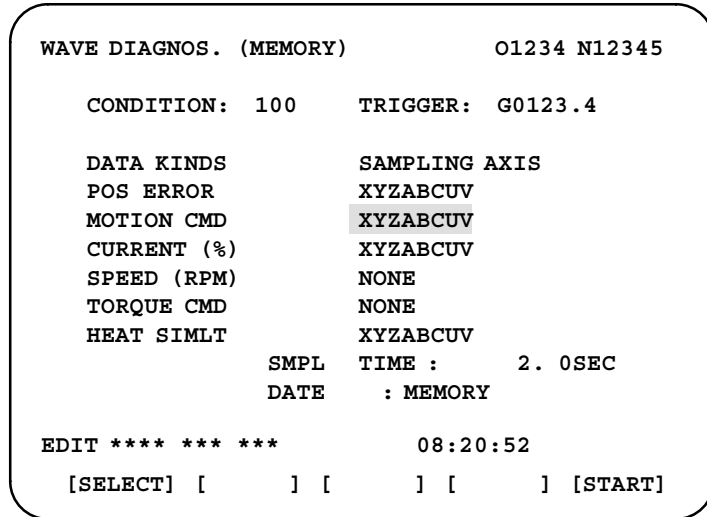 WAVE DIAGNOS. (MEMORY) O1234 N12345
CONDITION: 100 TRIGGER: G0123.4
DATA KINDS SAMPLING AXIS
POS ERROR XYZABCUV
MOTION CMD XYZABCUV
CURRENT (%) XYZABCUV
SPEED (RPM) NONE
TORQUE CMD NONE
HEAT SIMLT XYZABCUV
SMPL TIME : 2. 0SEC
DATE : MEMORY
EDIT **** *** *** 08:20:52
[SELECT] [ ] [ ] [ ] [START]